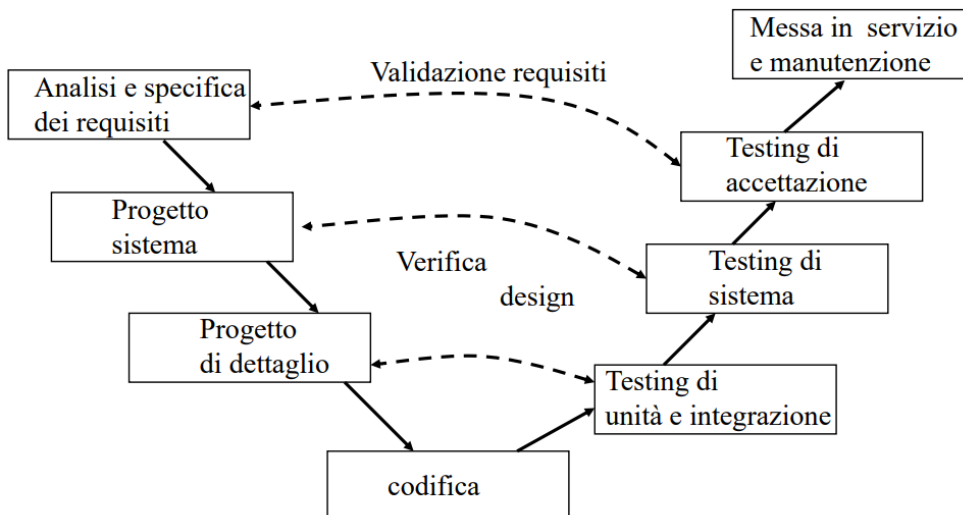 Messa in servizio
e manutenzione
Validazione requisiti
Analisi e specifica
dei requisiti
Testing di
accettazione
Progetto
sistema
Verifica
design
Testing di
sistema
Progetto
di dettaglio
Testing di
unità e integrazione
codifica